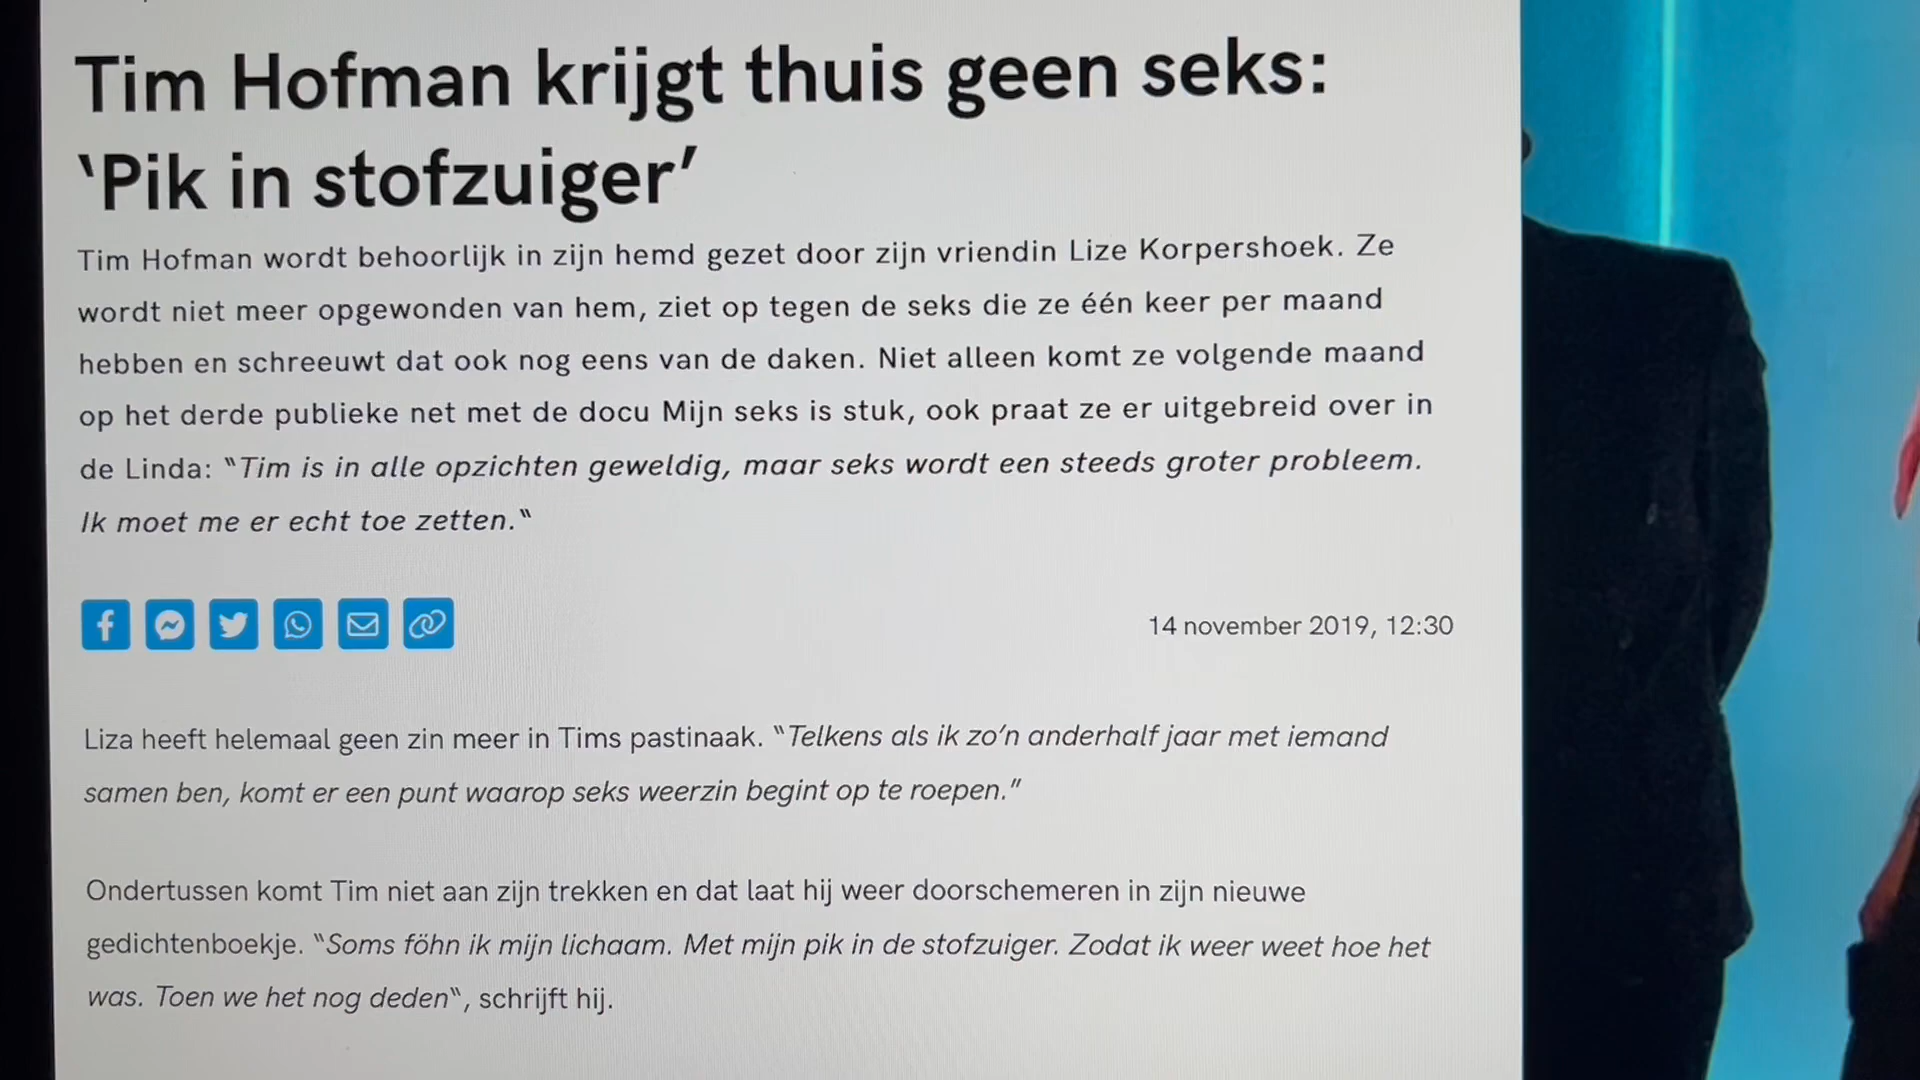 Tim Hofman krijgt thuis geen seks:
‘Pik in stofzuiger’
Tim Hofman wordt behoorlijk in zijn hemd gezet door zijn vriendin Lize Korpershoek. Ze
wordt niet meer opgewonden van hem, ziet op tegen de seks die ze één keer per maand
hebben en schreeuwt dat ook nog eens van de daken. Niet alleen komt ze volgende maand
op het derde publieke net met de docu Mijn seks is stuk, ook praat ze er uitgebreid over in
de Linda: “Tim is in alle opzichten geweldig, maar seks wordt een steeds groter probleem.
Ik moet me er echt toe zetten.“
14 november 2019, 12:30
Liza heeft helemaal geen zin meer in Tims pastinaak. “Telkens als ik zo’n anderhalf jaar met iemand
samen ben, komt er een punt waarop seks weerzin begint op te roepen.”
Ondertussen komt Tim niet aan zijn trekken en dat laat hij weer doorschemeren in zijn nieuwe
gedichtenboekje. “Soms föhn ik mijn lichaam. Met mijn pik in de stofzuiger. Zodat ik weer weet hoe het
was. Toen we het nog deden“, schrijft hij.